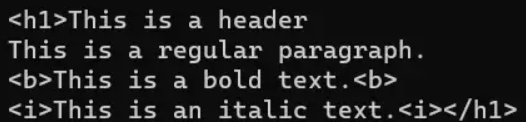 <h1>This is a header
This is a regular paragraph.
<b>This is a bold text.<b>
<i>This is an italic text.<i></h1>